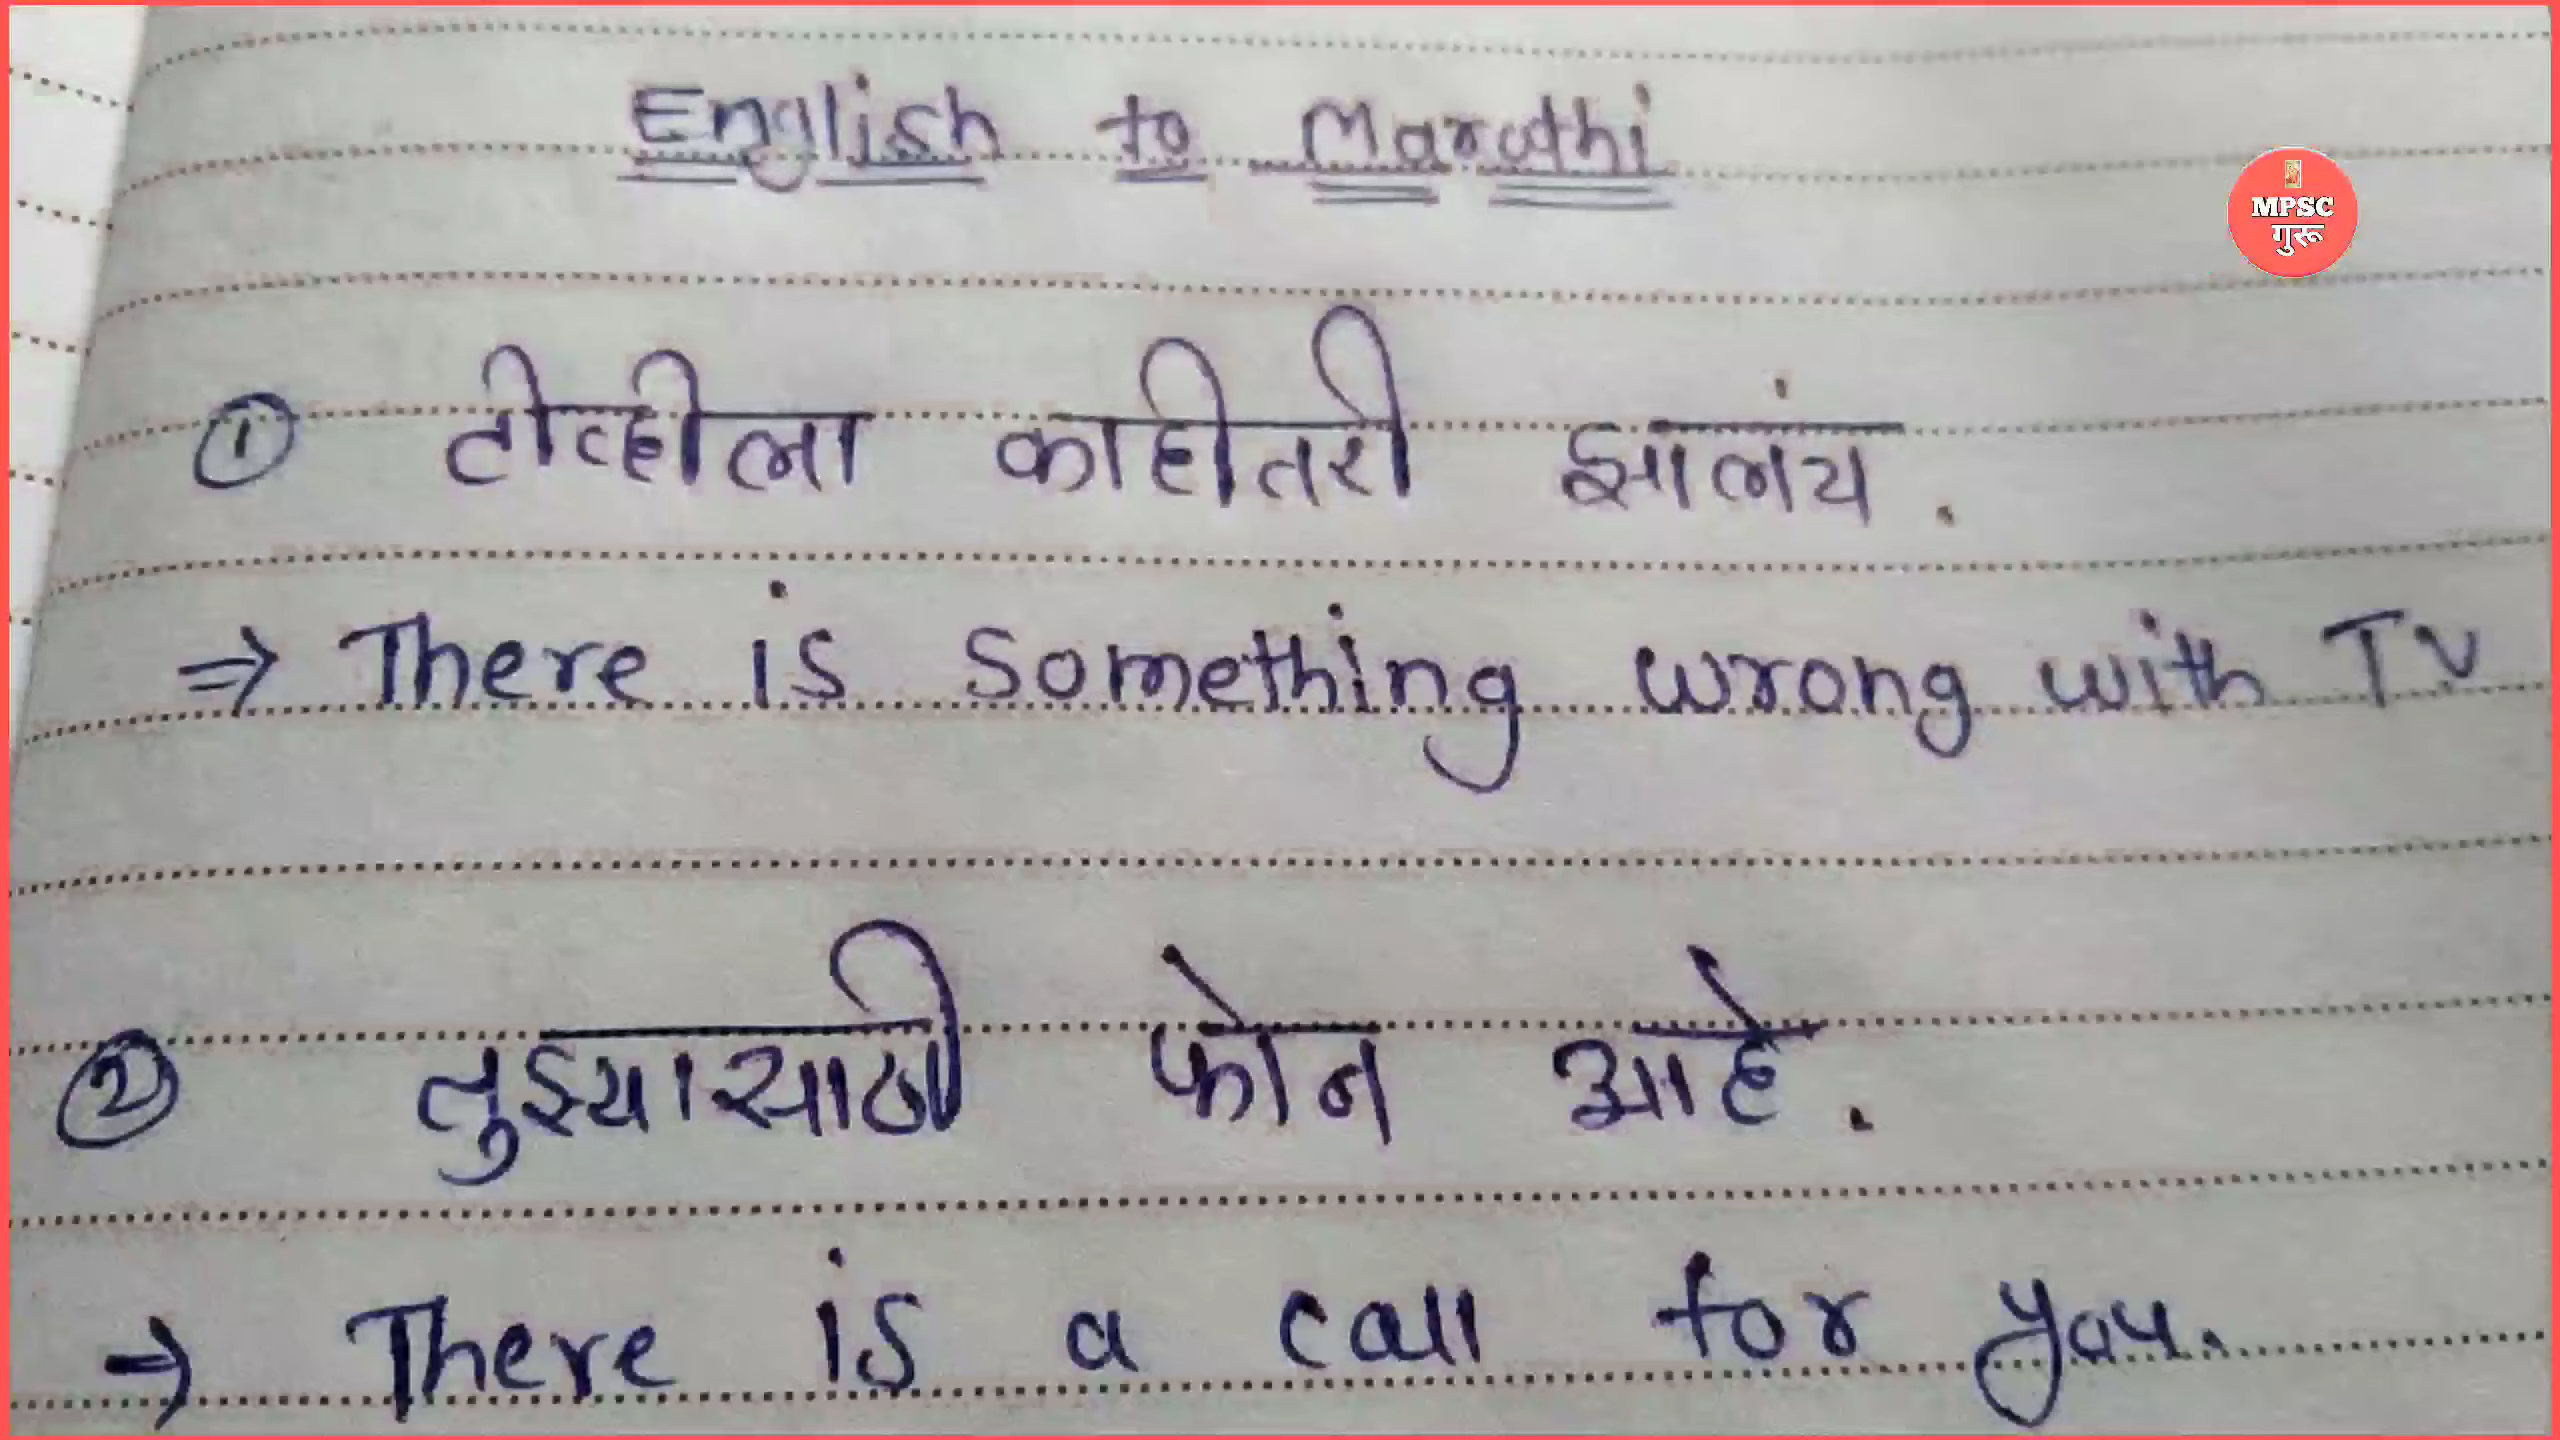 English to Marathi
MPSC
गुरू
① टीव्हीला काहीतरी झालंय.
⇒ There is something wrong with TV
② तुझ्यासाठी फोन आहे.
⇒ There is a call for you.